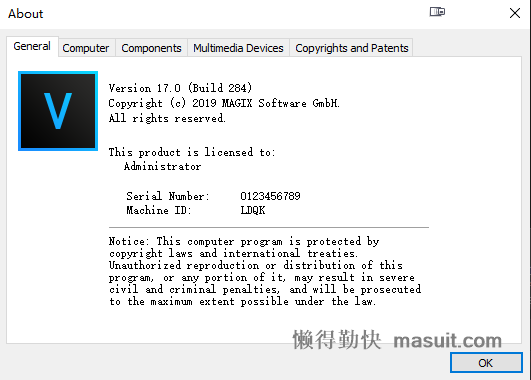 About
General
Computer
Components
Multimedia Devices
Copyrights and Patents
V
Version 17.0 (Build 284)
Copyright (c) 2019 MAGIX Software GmbH.
All rights reserved.
This product is licensed to:
Administrator
Serial Number: 0123456789
Machine ID: LDQK
Notice: This computer program is protected by
copyright laws and international treaties.
Unauthorized reproduction or distribution of this
program, or any portion of it, may result in severe
civil and criminal penalties, and will be prosecuted
to the maximum extent possible under the law.
懒得勤快 masuit.com
OK